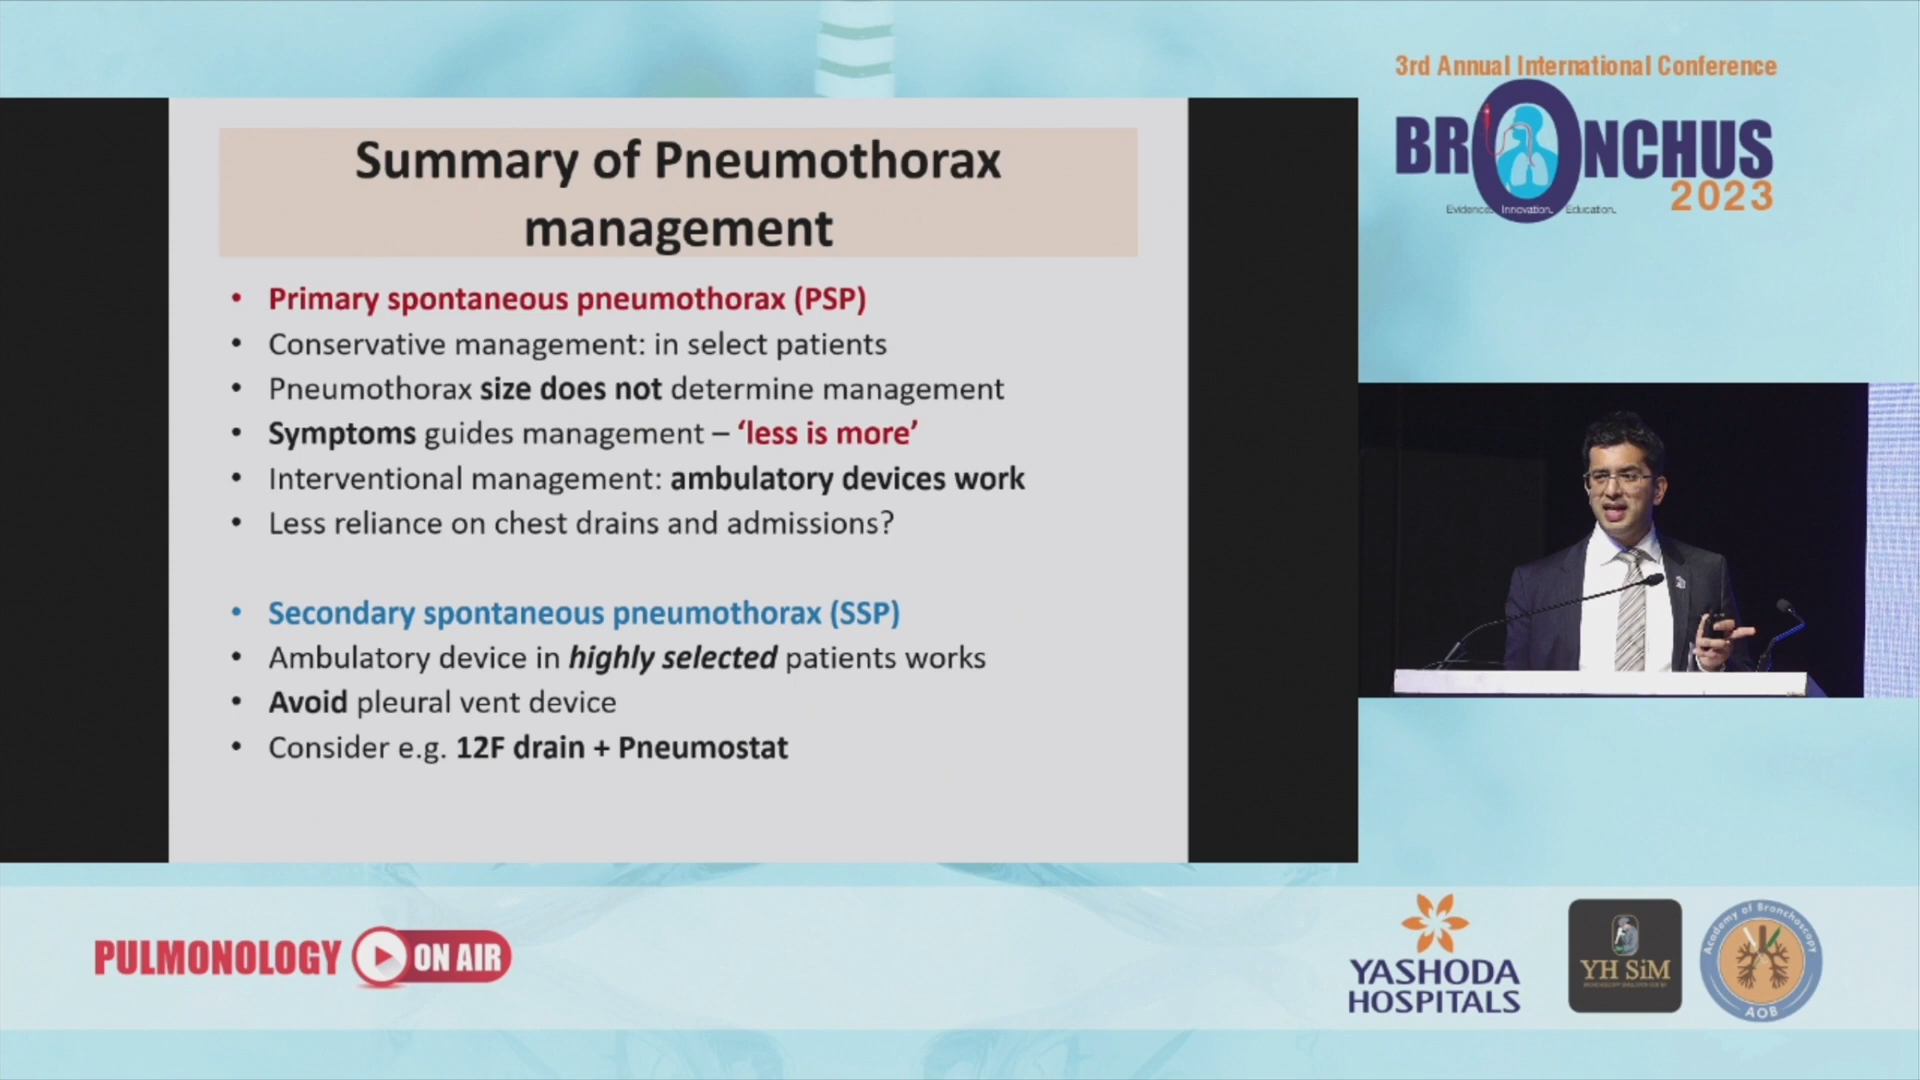 3rd Annual International Conference
BRONCHUS
2023
Evidence. Innovation. Education.
Summary of Pneumothorax
management
• Primary spontaneous pneumothorax (PSP)
• Conservative management: in select patients
• Pneumothorax size does not determine management
• Symptoms guides management – ‘less is more’
• Interventional management: ambulatory devices work
• Less reliance on chest drains and admissions?
• Secondary spontaneous pneumothorax (SSP)
• Ambulatory device in highly selected patients works
• Avoid pleural vent device
• Consider e.g. 12F drain + Pneumostat
PULMONOLOGY ON AIR
YASHODA
HOSPITALS
YH SiM
Academy of Bronchoscopy
AOB